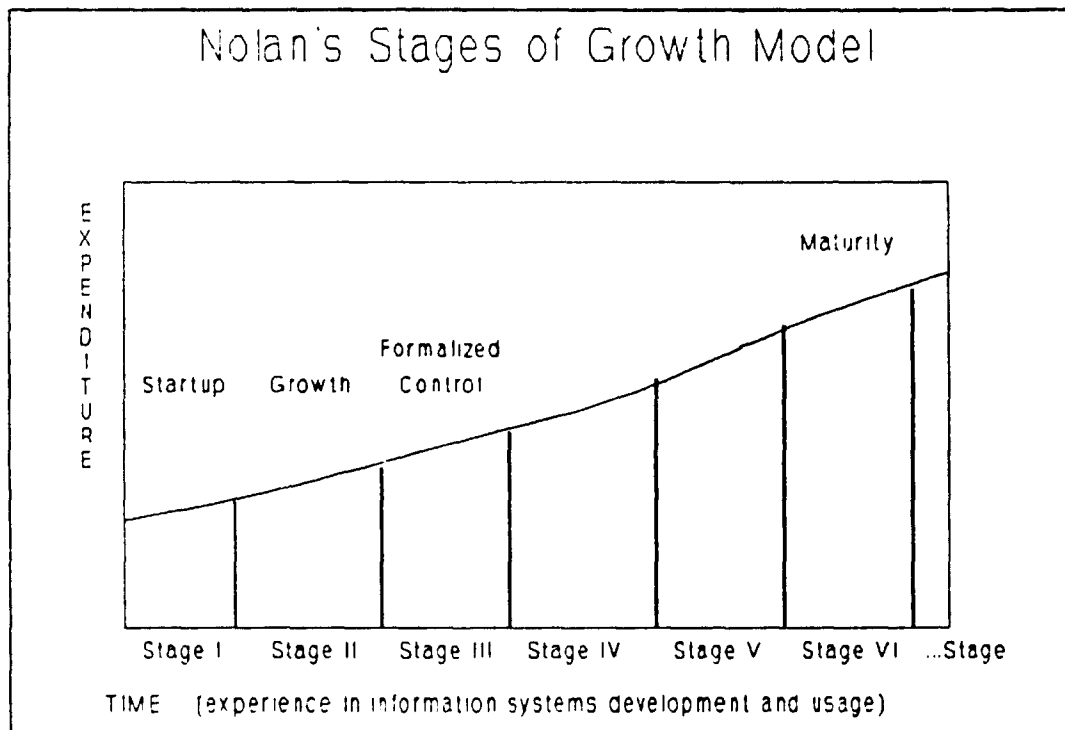 Nolan's Stages of Growth Model
EXPENDITURE
Maturity
Formalized
Startup Growth Control
Stage I Stage II Stage III Stage IV Stage V Stage VI ...Stage
TIME (experience in information systems development and usage)